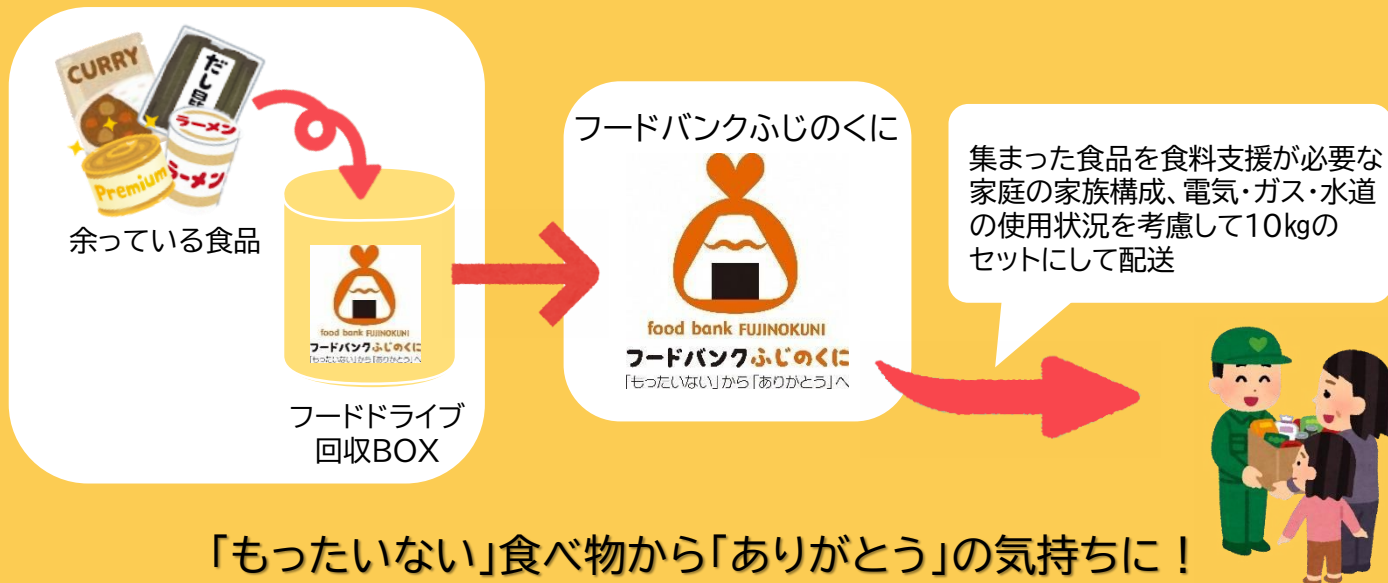 CURRY
だし昆
ラーメン
ラーメン
Premium
余っている食品
food bank FUJINOKUNI
フードバンクふじのくに
「もったいない」から「ありがとう」へ
フードドライブ
回収BOX
フードバンクふじのくに
food bank FUJINOKUNI
フードバンクふじのくに
「もったいない」から「ありがとう」へ
集まった食品を食料支援が必要な
家庭の家族構成、電気・ガス・水道
の使用状況を考慮して10㎏の
セットにして配送
「もったいない」食べ物から「ありがとう」の気持ちに！